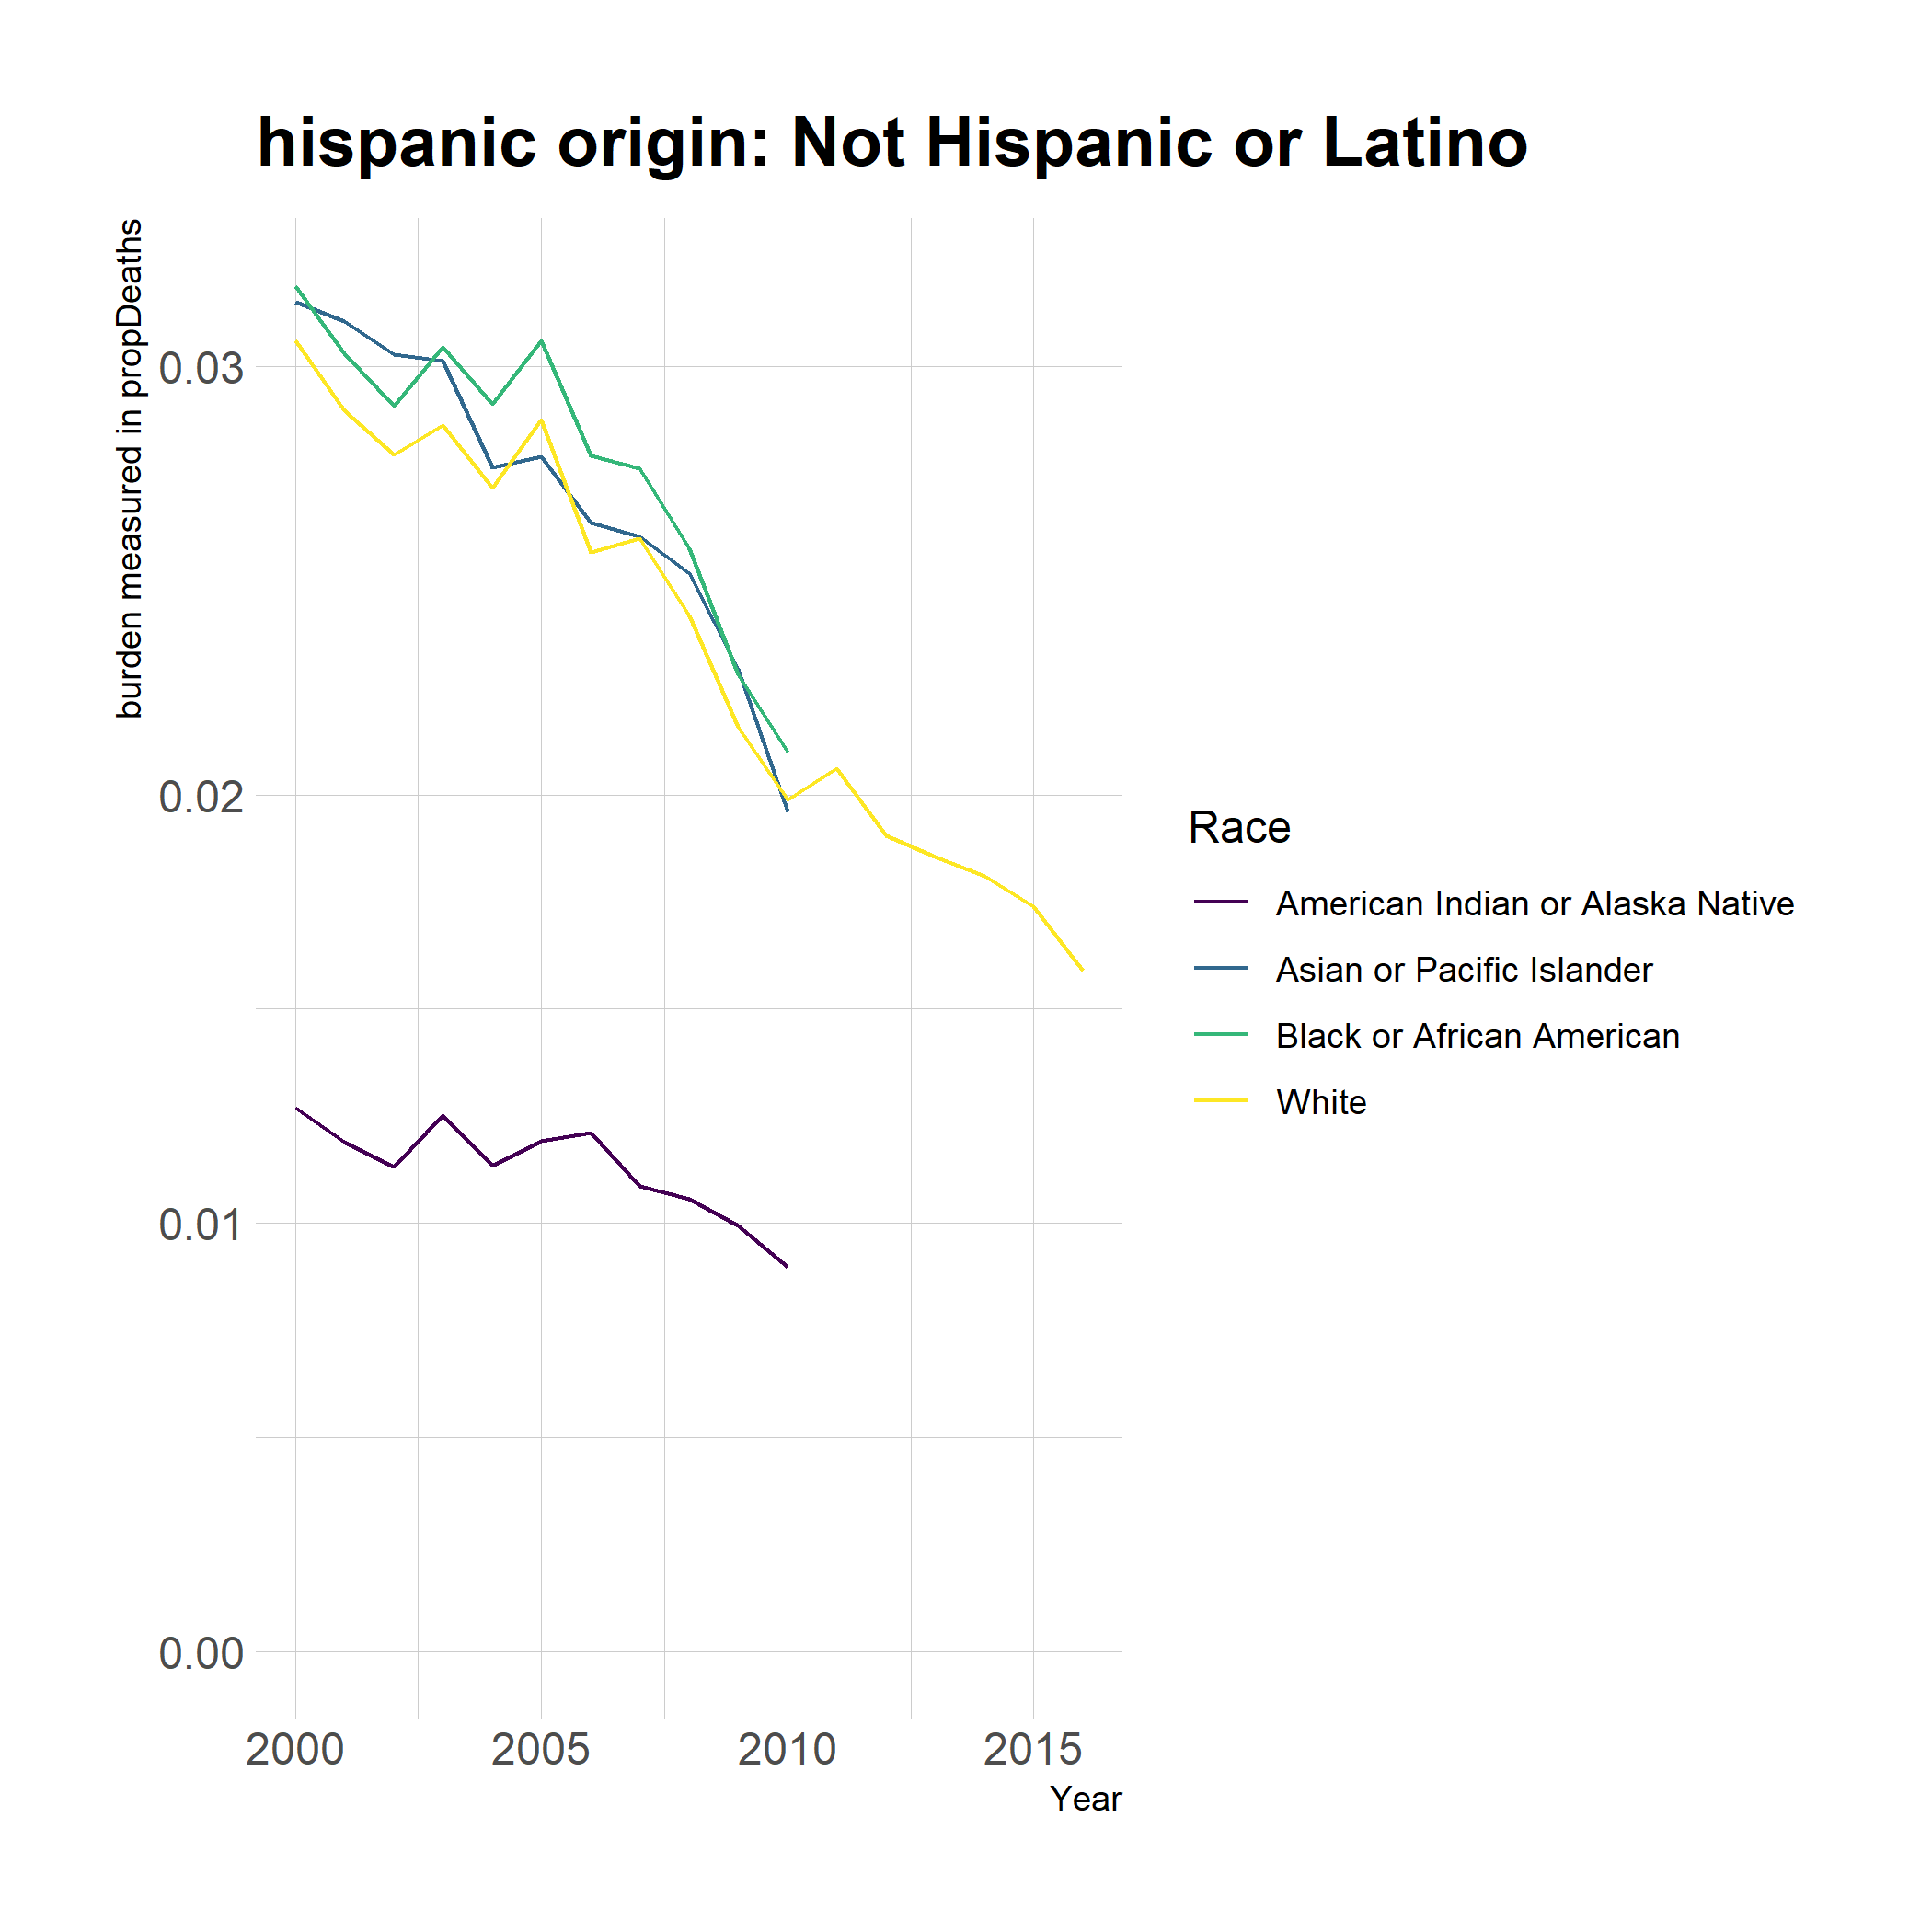 hispanic origin: Not Hispanic or Latino
burden measured in propDeaths
0.03
0.02
0.01
0.00
2000 2005 2010 2015
Year
Race
American Indian or Alaska Native
Asian or Pacific Islander
Black or African American
White